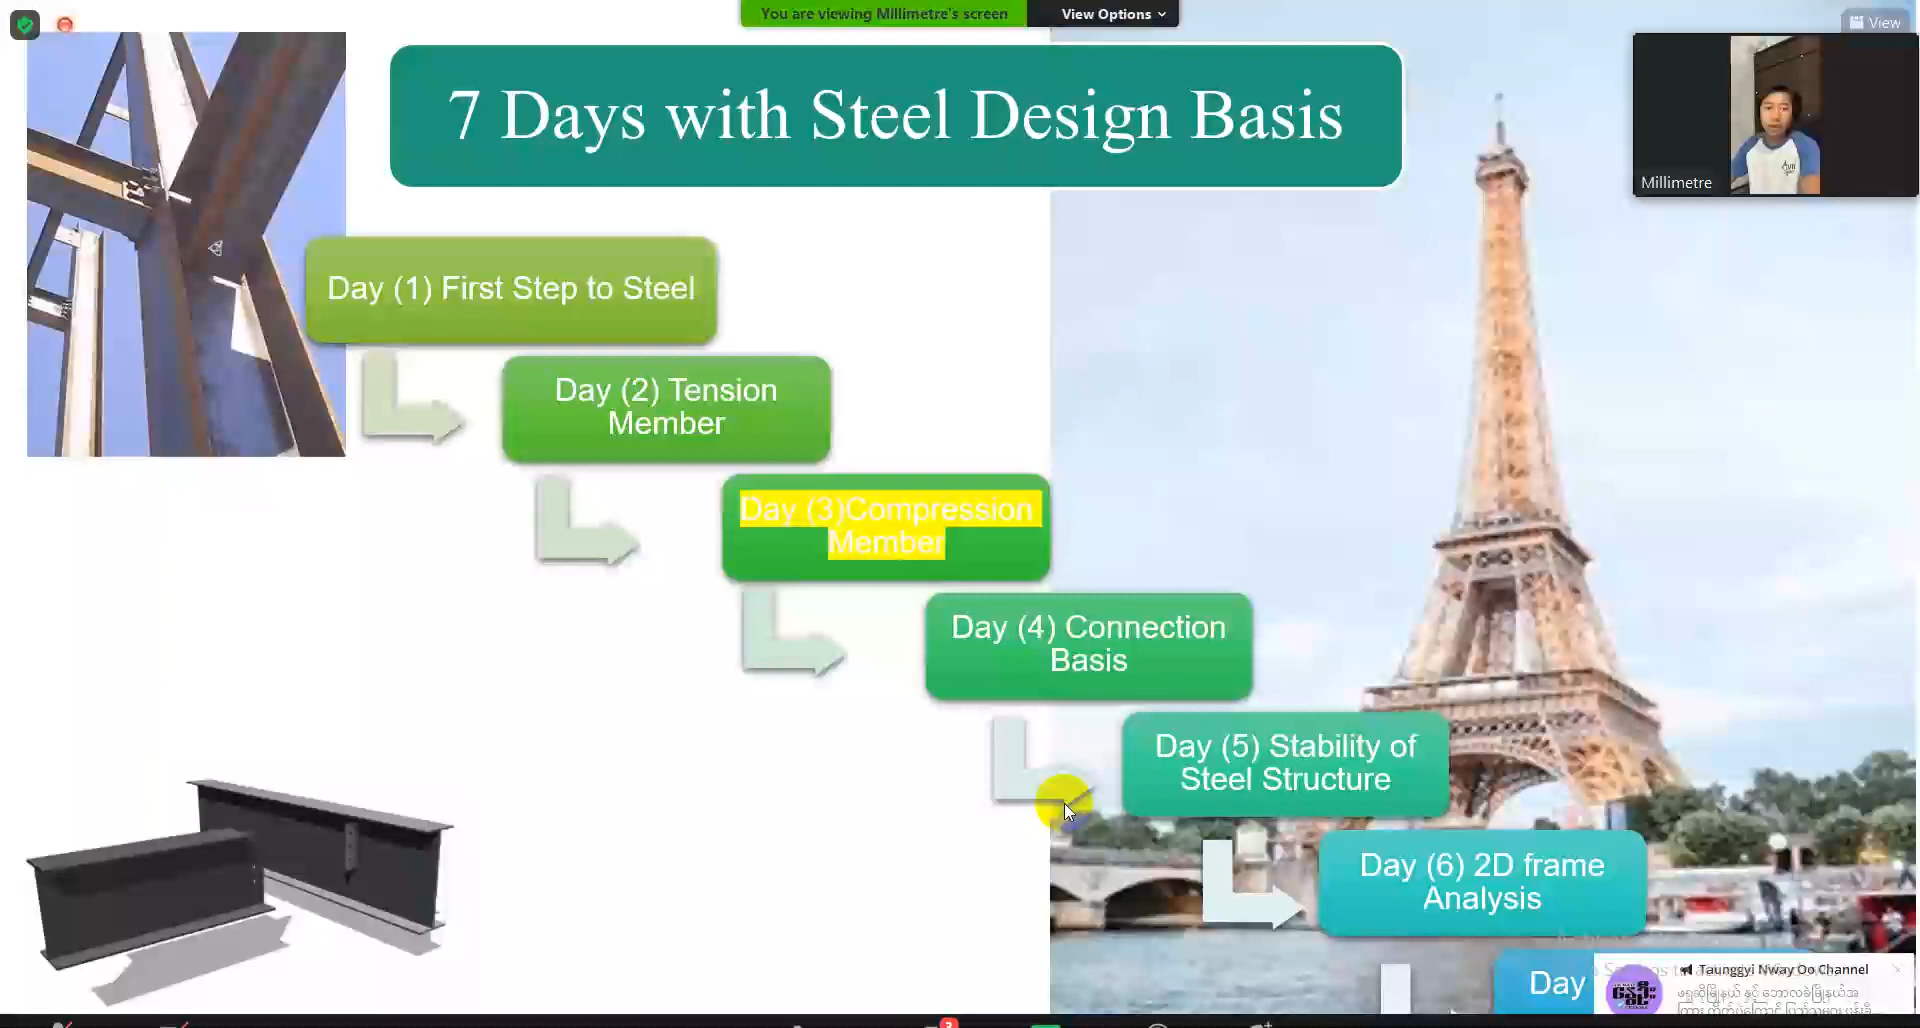 You are viewing Millimetre's screen
View Options
View
7 Days with Steel Design Basis
Millimetre
Day (1) First Step to Steel
Day (2) Tension
Member
Day (3)Compression
Member
Day (4) Connection
Basis
Day (5) Stability of
Steel Structure
Day (6) 2D frame
Analysis
Day
Taunggyi Nway Oo Channel
3